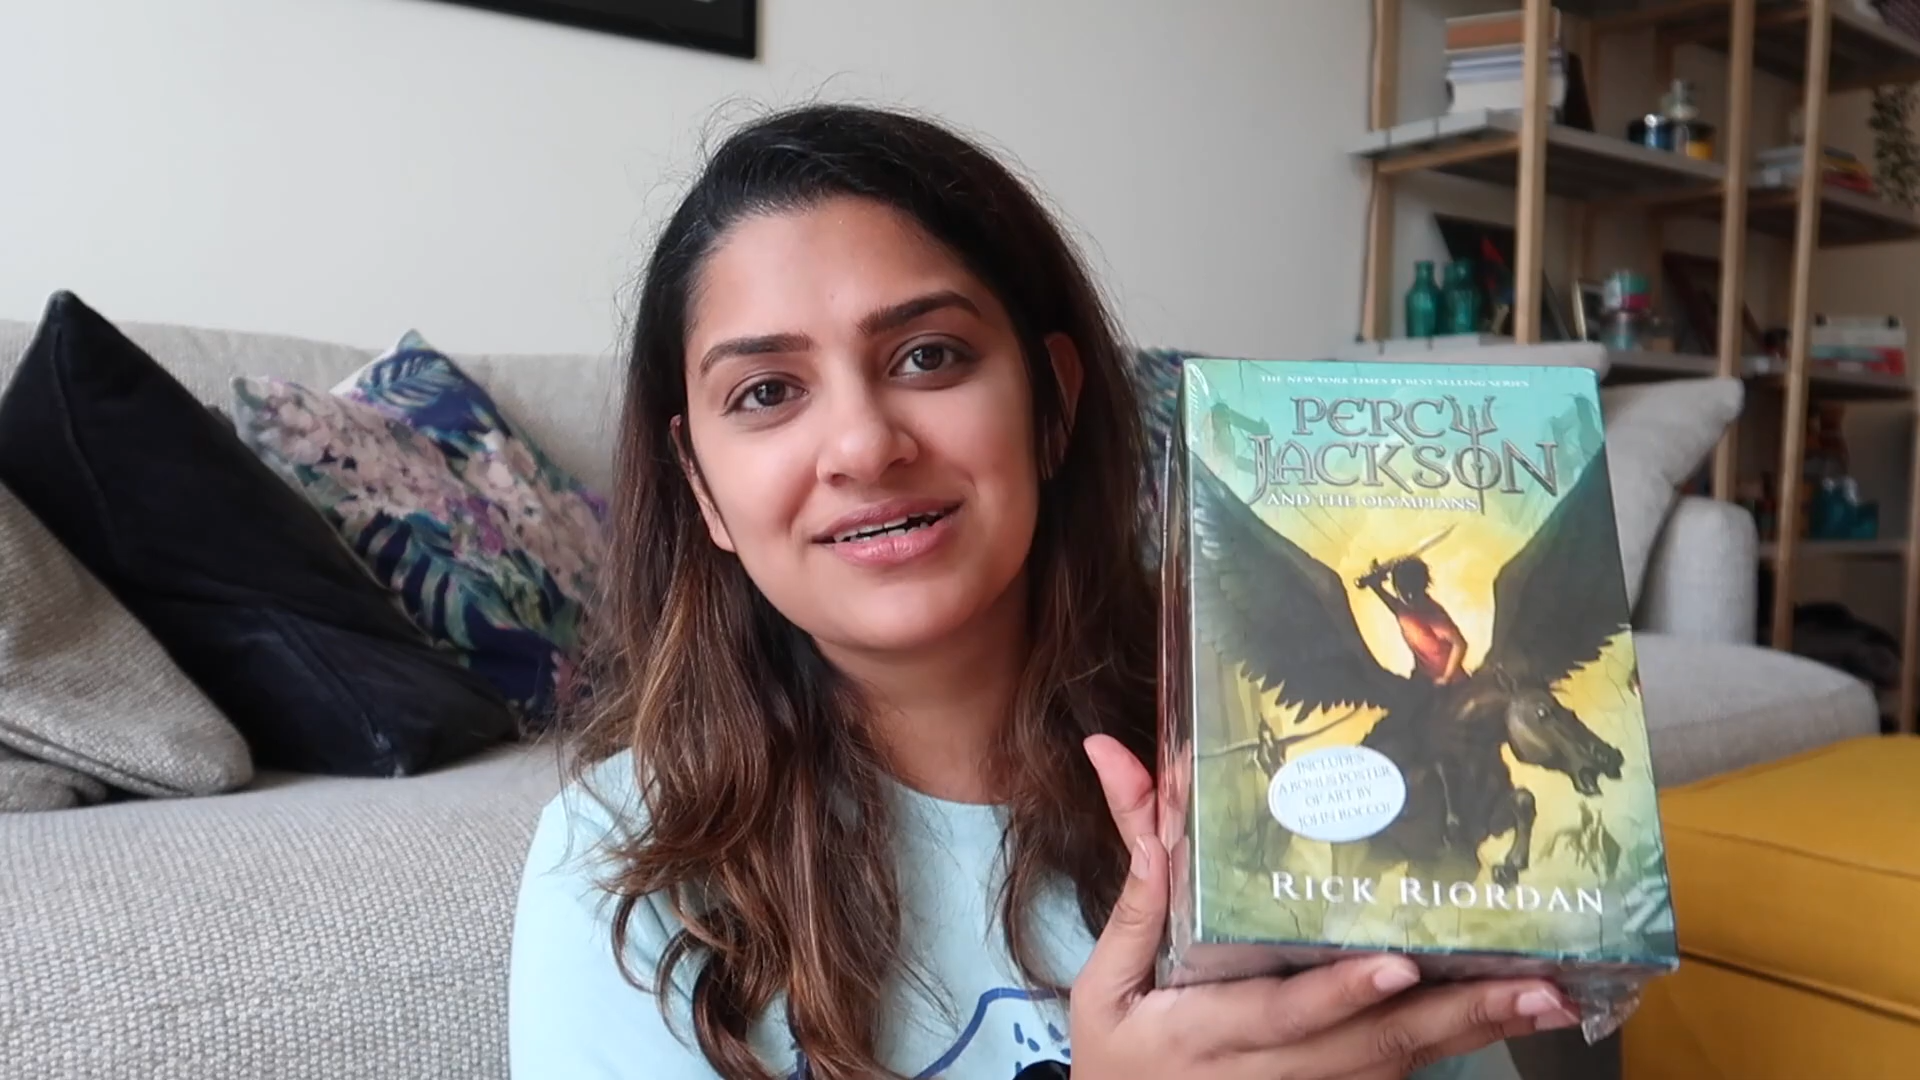 THE NEW YORK TIMES #1 BEST-SELLING SERIES
PERCY
JACKSON
AND THE OLYMPIANS
INCLUDES
A BONUS POSTER
OF ART BY
JOHN ROCCO!
RICK RIORDAN